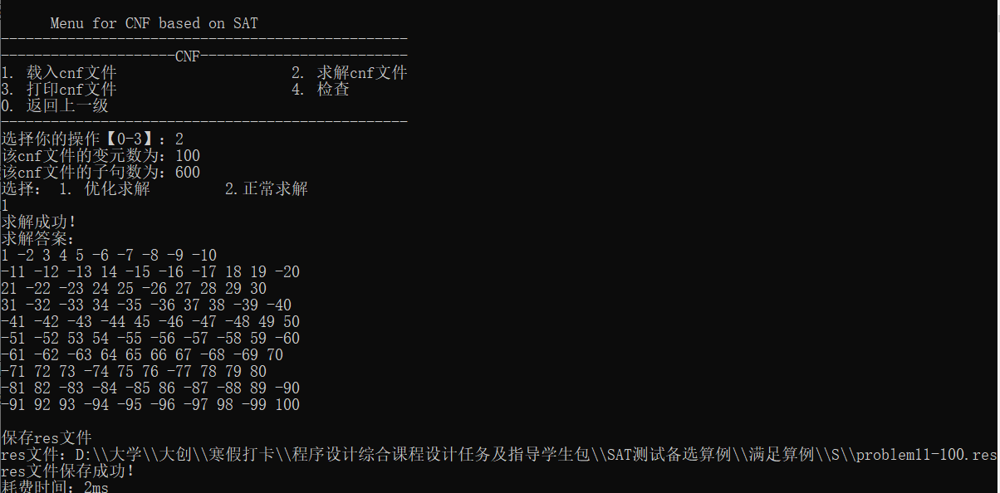 Menu for CNF based on SAT
-------------------------------------------------
---------------------CNF-------------------------
1. 载入cnf文件                     2. 求解cnf文件
3. 打印cnf文件                     4. 检查
0. 返回上一级
-------------------------------------------------
选择你的操作【0-3】：2
该cnf文件的变元数为：100
该cnf文件的子句数为：600
选择： 1. 优化求解         2.正常求解
1
求解成功！
求解答案：
1 -2 3 4 5 -6 -7 -8 -9 -10
-11 -12 -13 14 -15 -16 -17 18 19 -20
21 -22 -23 24 25 -26 27 28 29 30
31 -32 -33 34 -35 -36 37 38 -39 -40
-41 -42 -43 -44 45 -46 -47 -48 49 50
-51 -52 53 54 -55 -56 -57 -58 59 -60
-61 -62 -63 64 65 66 67 -68 -69 70
-71 72 73 -74 75 76 -77 78 79 80
-81 82 -83 -84 -85 86 -87 -88 89 -90
-91 92 93 -94 -95 -96 -97 98 -99 100
保存res文件
res文件：D:\\大学\\大创\\寒假打卡\\程序设计综合课程设计任务及指导学生包\\SAT测试备选算例\\满足算例\\S\\problem11-100.res
res文件保存成功！
耗费时间：2ms